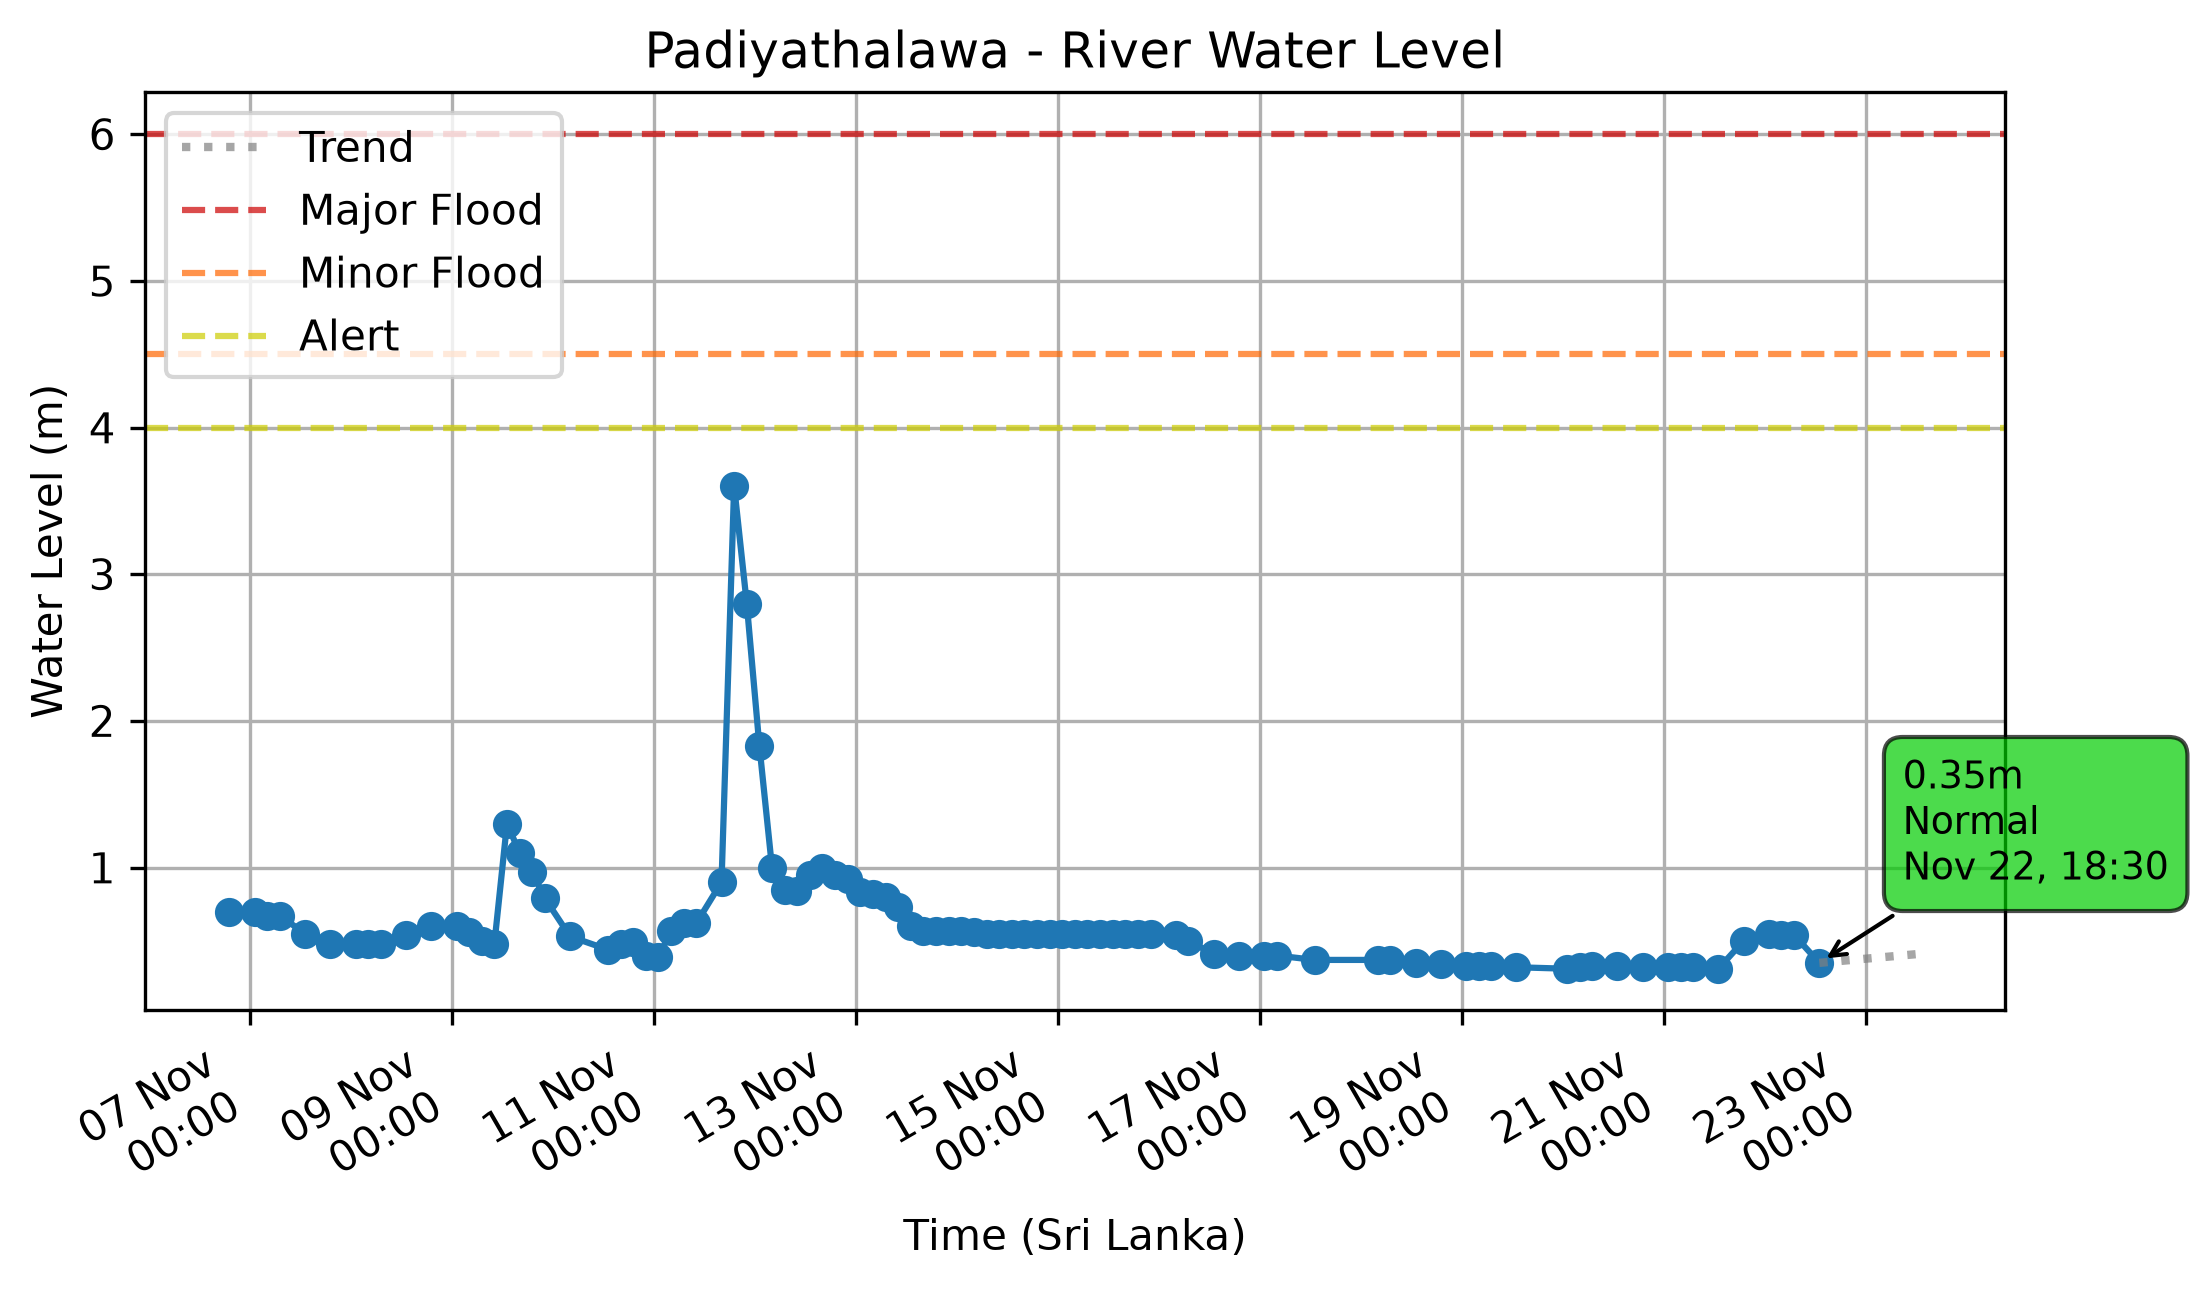 Padiyathalawa - River Water Level
Trend
Major Flood
Minor Flood
Alert
Water Level (m)
6
5
4
3
2
1
0.35m
Normal
Nov 22, 18:30
07 Nov
00:00
09 Nov
00:00
11 Nov
00:00
13 Nov
00:00
15 Nov
00:00
17 Nov
00:00
19 Nov
00:00
21 Nov
00:00
23 Nov
00:00
Time (Sri Lanka)